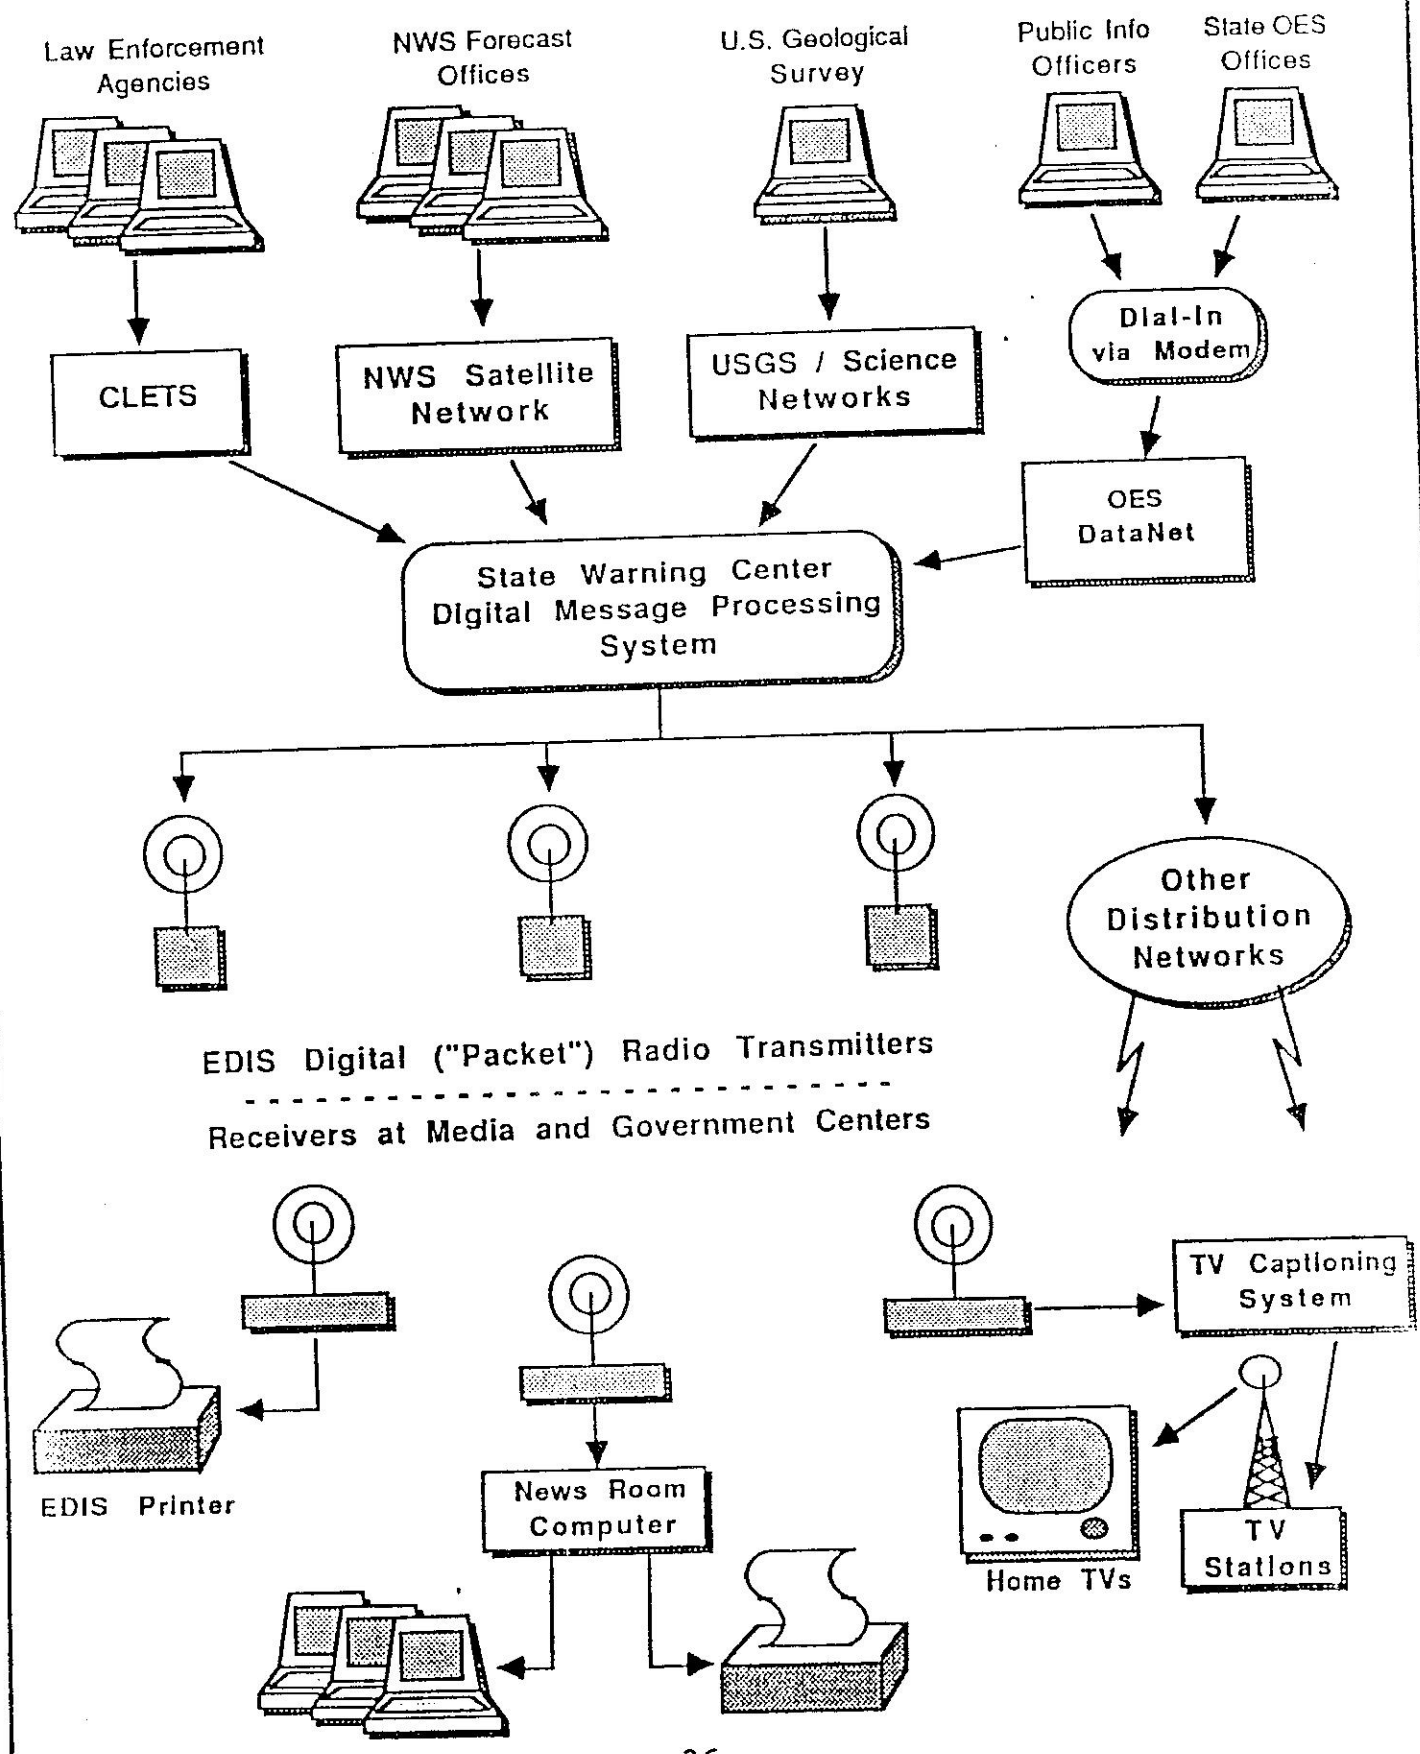 Law Enforcement
Agencies
NWS Forecast
Offices
U.S. Geological
Survey
Public Info
Officers
State OES
Offices
CLETS
NWS Satellite
Network
USGS / Science
Networks
Dial-In
via Modem
OES
DataNet
State Warning Center
Digital Message Processing
System
Other
Distribution
Networks
EDIS Digital ("Packet") Radio Transmitters
Receivers at Media and Government Centers
TV Captioning
System
EDIS Printer
News Room
Computer
Home TVs
TV
Stations